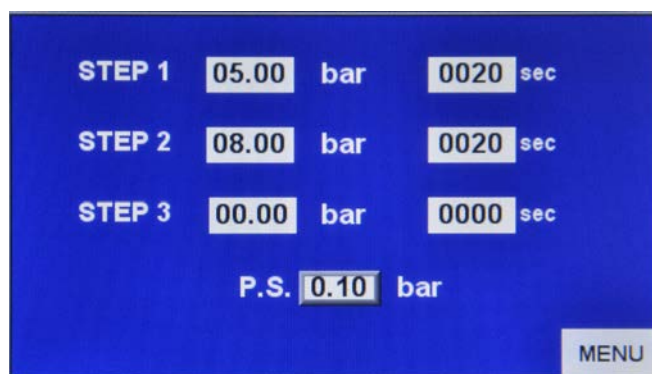 STEP 1 05.00 bar 0020 sec
STEP 2 08.00 bar 0020 sec
STEP 3 00.00 bar 0000 sec
P.S. 0.10 bar
MENU